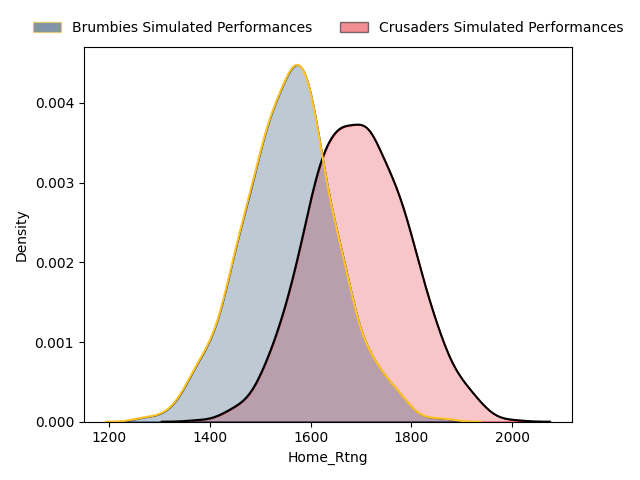 Brumbies Simulated Performances Crusaders Simulated Performances
0.004
0.003
0.002
0.001
0.000
Density
1200 1400 1600 1800 2000
Home_Rtng